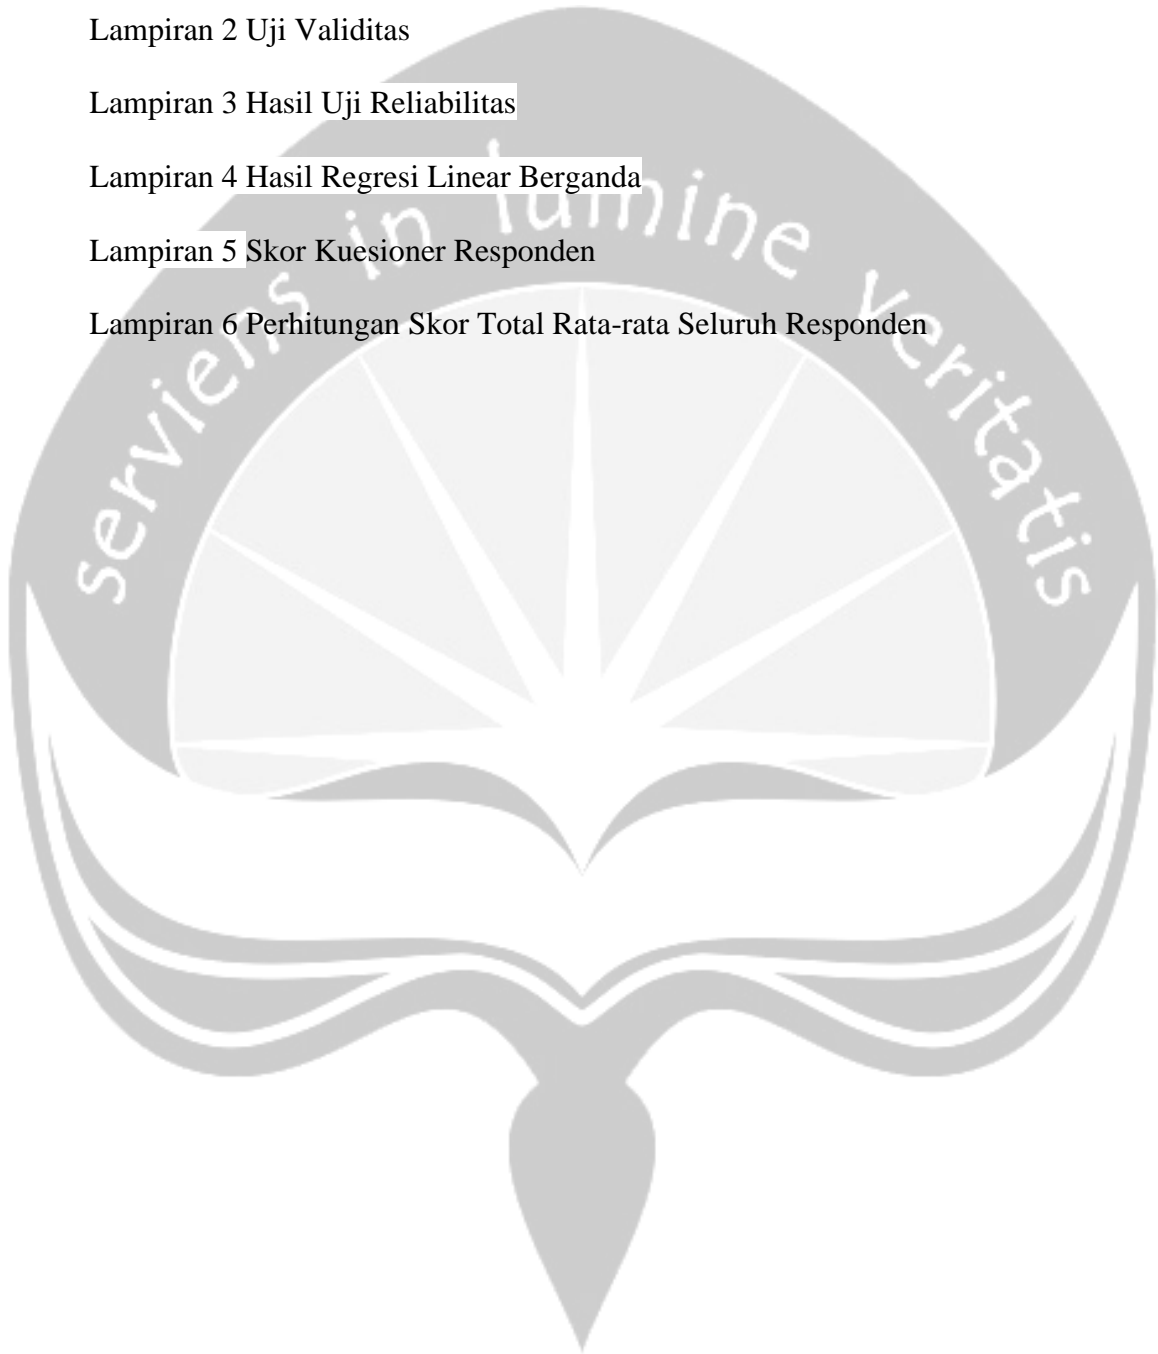 Lampiran 2 Uji Validitas
Lampiran 3 Hasil Uji Reliabilitas
Lampiran 4 Hasil Regresi Linear Berganda
Lampiran 5 Skor Kuesioner Responden
Lampiran 6 Perhitungan Skor Total Rata-rata Seluruh Responden
serviens in lumine veritatis